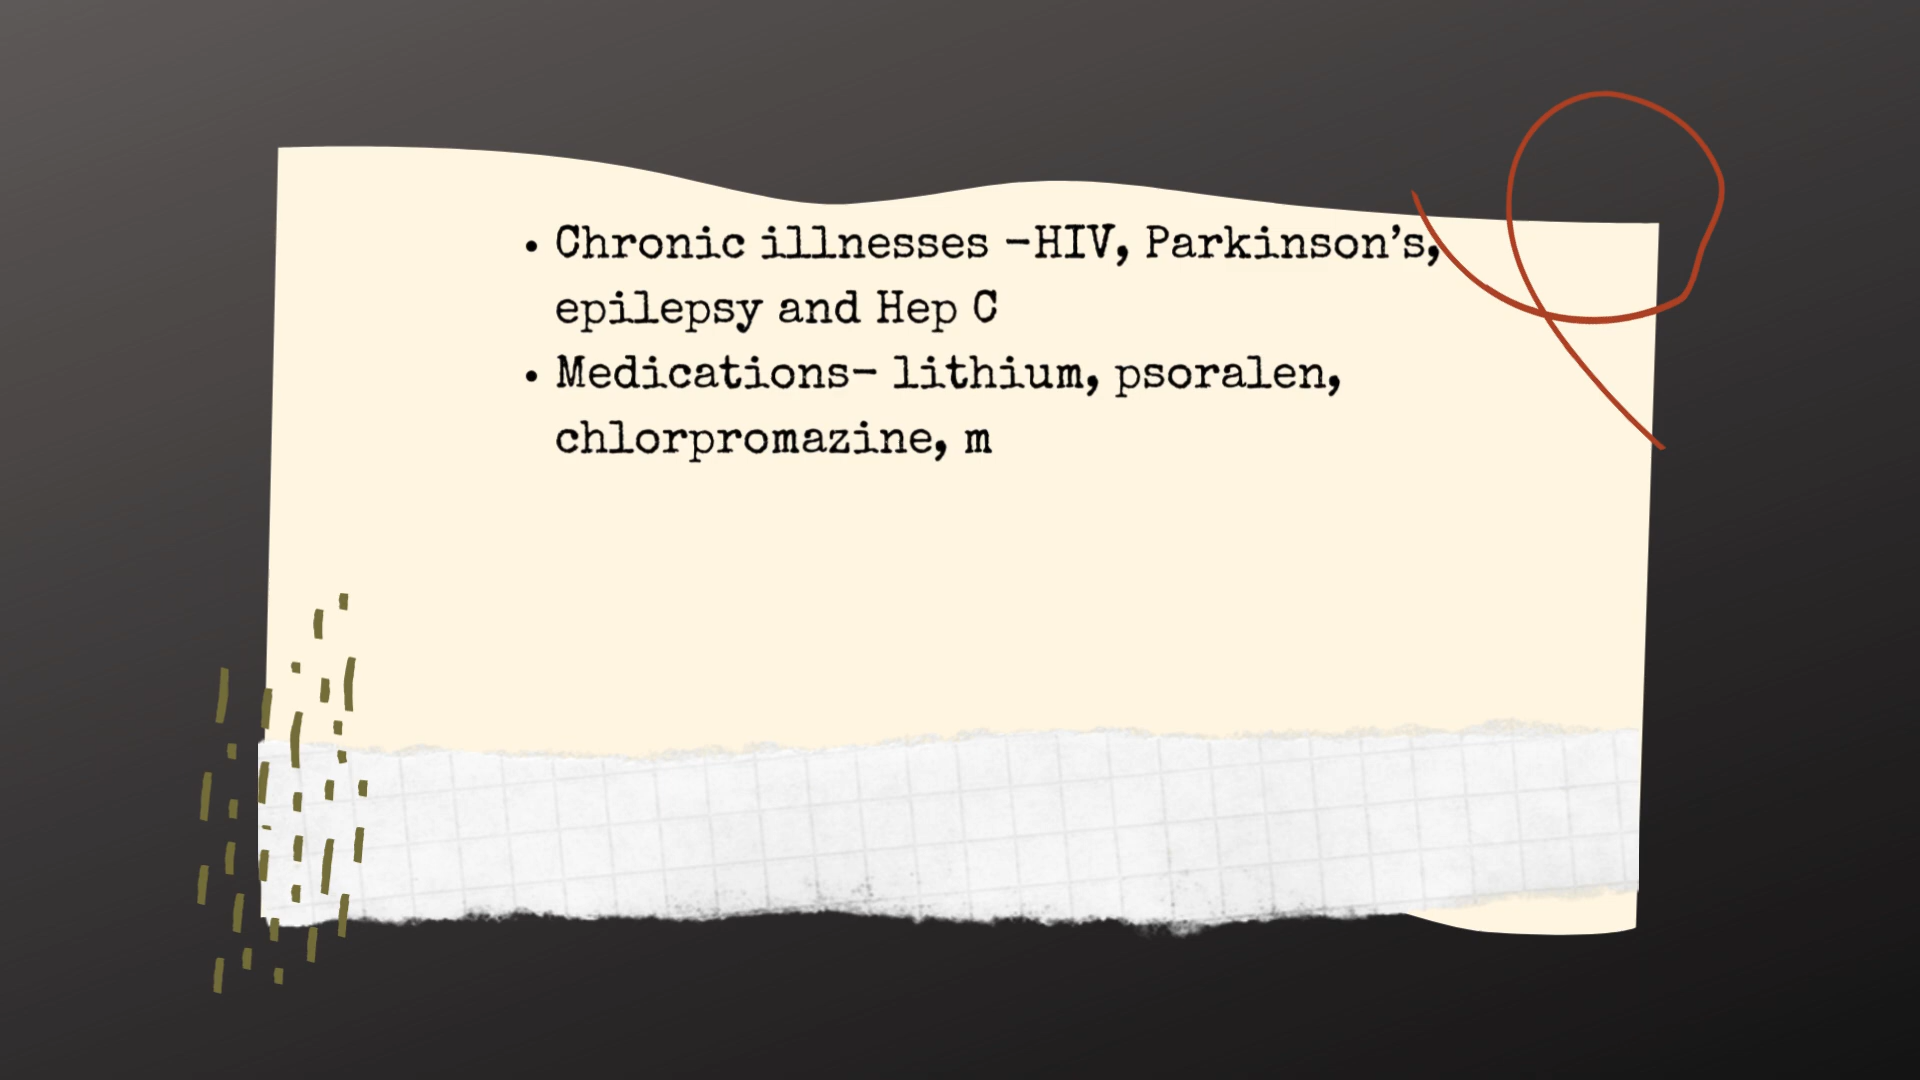 • Chronic illnesses -HIV, Parkinson's,
epilepsy and Hep C
• Medications- lithium, psoralen,
chlorpromazine, m